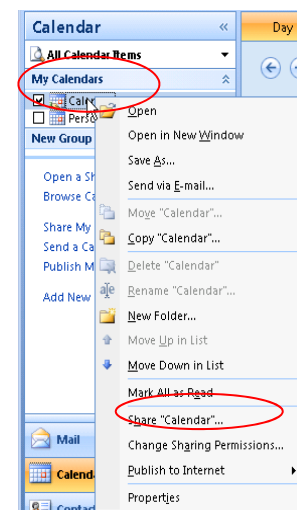 Calendar «
Day
All Calendar Items
My Calendars
Open
Open in New Window
Save As...
Send via E-mail...
Move "Calendar"...
Copy "Calendar"...
Delete "Calendar"
Rename "Calendar"...
New Folder...
Move Up in List
Move Down in List
Mark All as Read
Share "Calendar"...
Change Sharing Permissions...
Publish to Internet
Properties
New Group
Open a Sh
Browse Ca
Share My
Send a Ca
Publish M
Add New
Mail
Calend
Contac